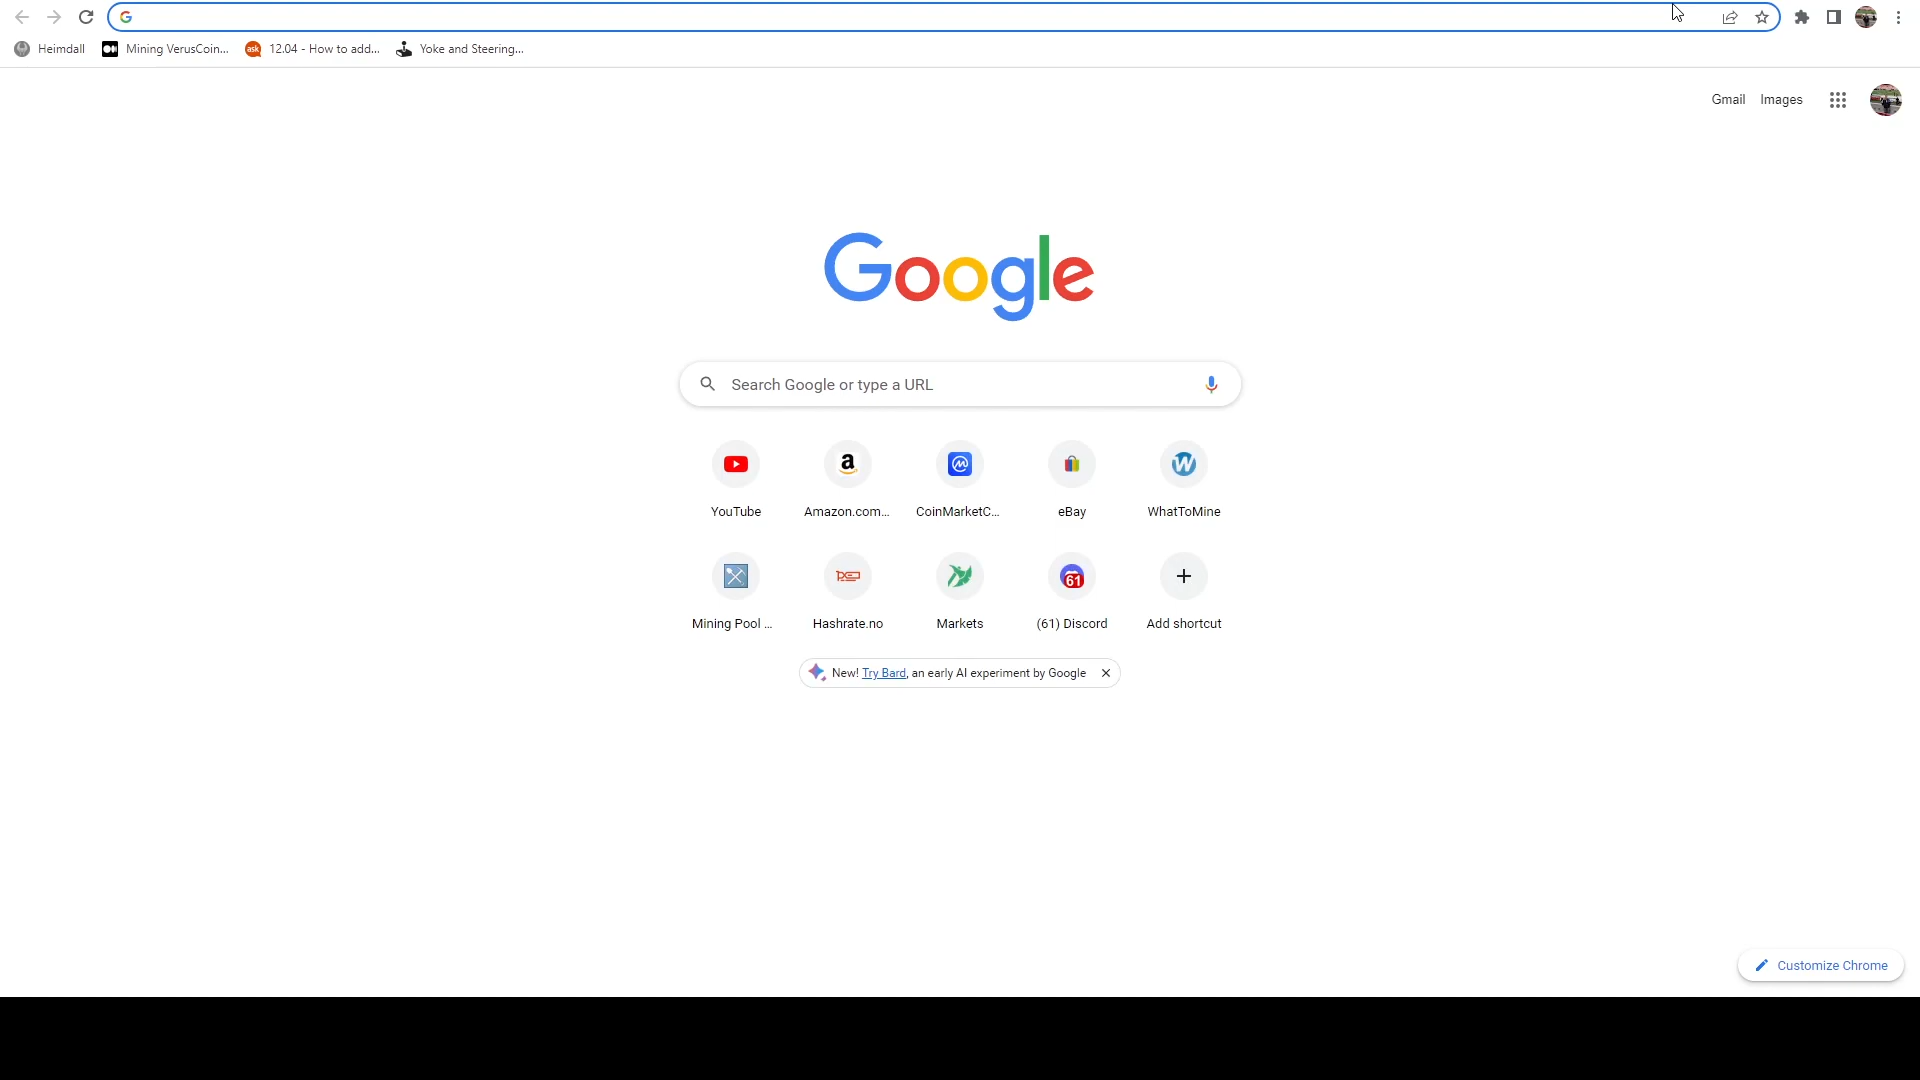 Heimdall Mining VerusCoin... 12.04 - How to add... Yoke and Steering...
Gmail Images
Google
Search Google or type a URL
YouTube Amazon.com... CoinMarketC... eBay WhatToMine
61
Mining Pool ... Hashrate.no Markets (61) Discord Add shortcut
New! Try Bard, an early AI experiment by Google
Customize Chrome